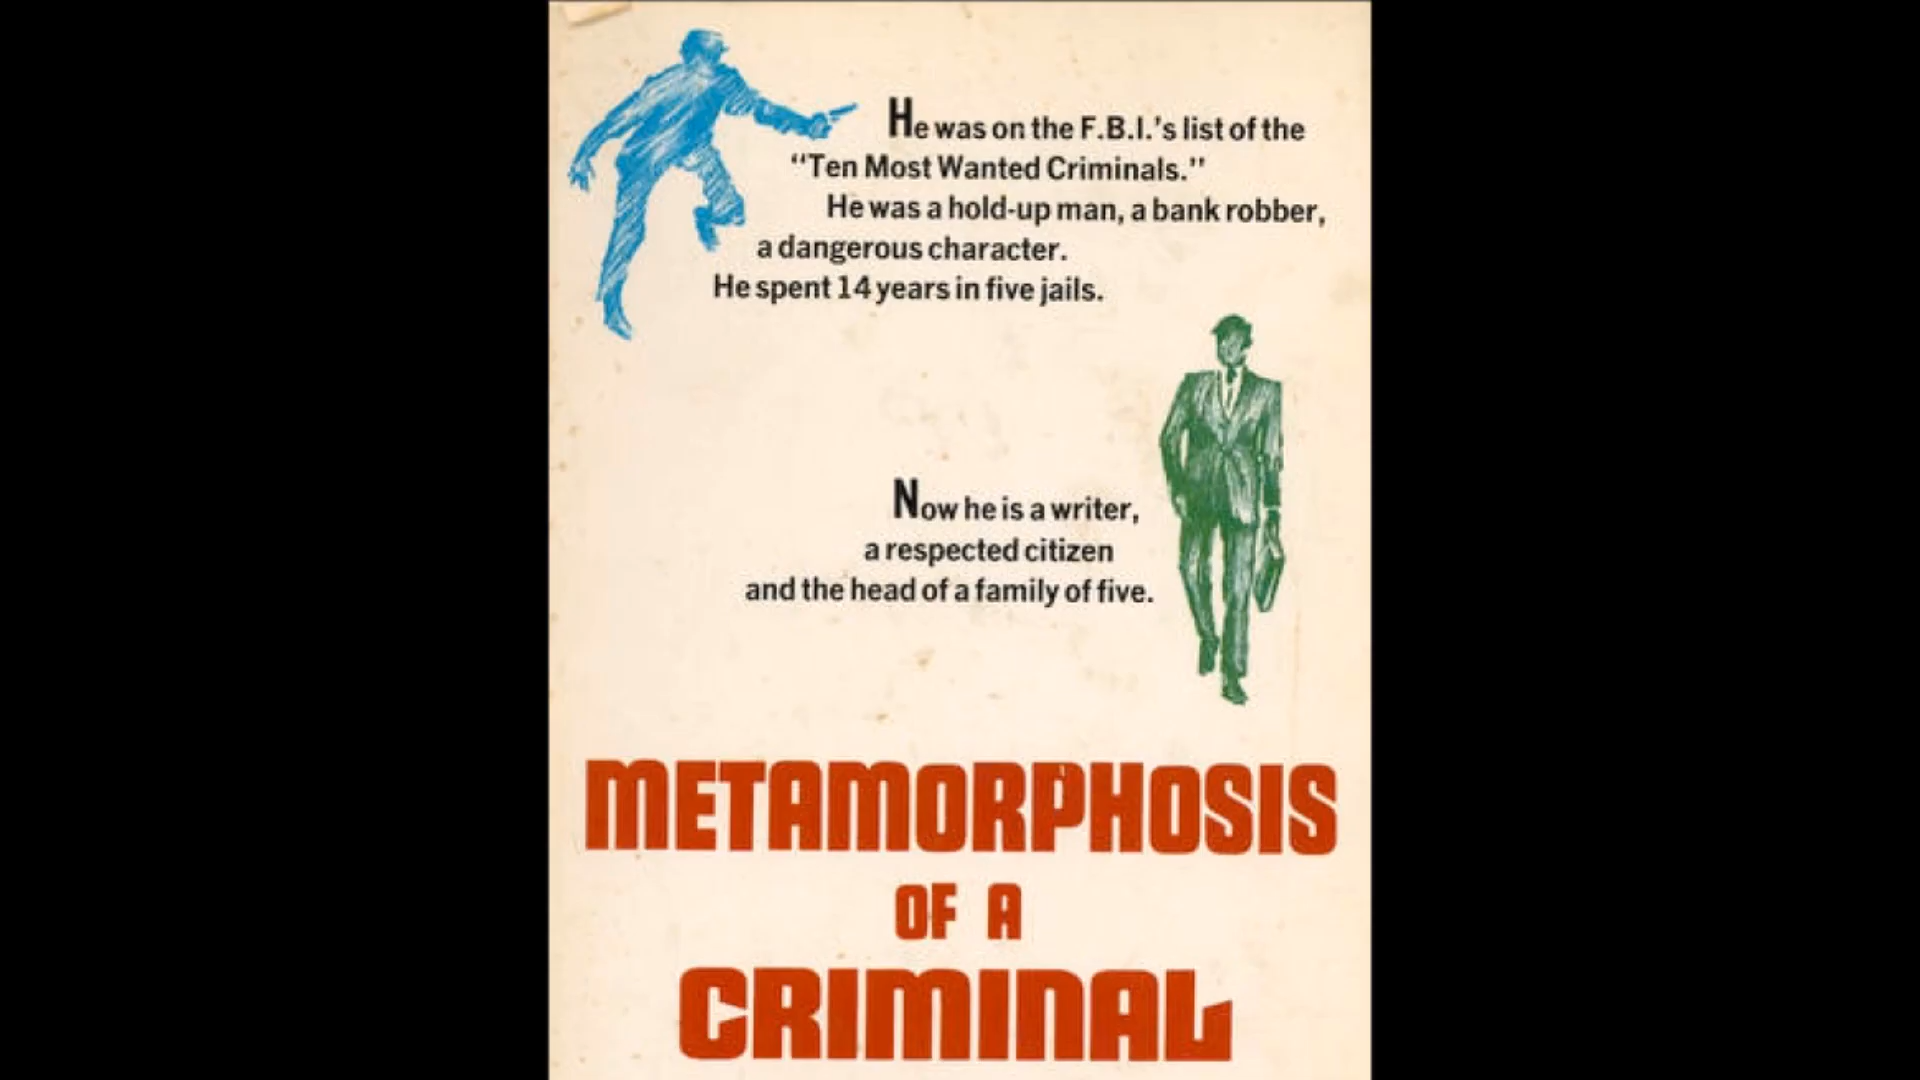 He was on the F.B.I.'s list of the
"Ten Most Wanted Criminals."
He was a hold-up man, a bank robber,
a dangerous character.
He spent 14 years in five jails.
Now he is a writer,
a respected citizen
and the head of a family of five.
METAMORPHOSIS
OF A
CRIMINAL